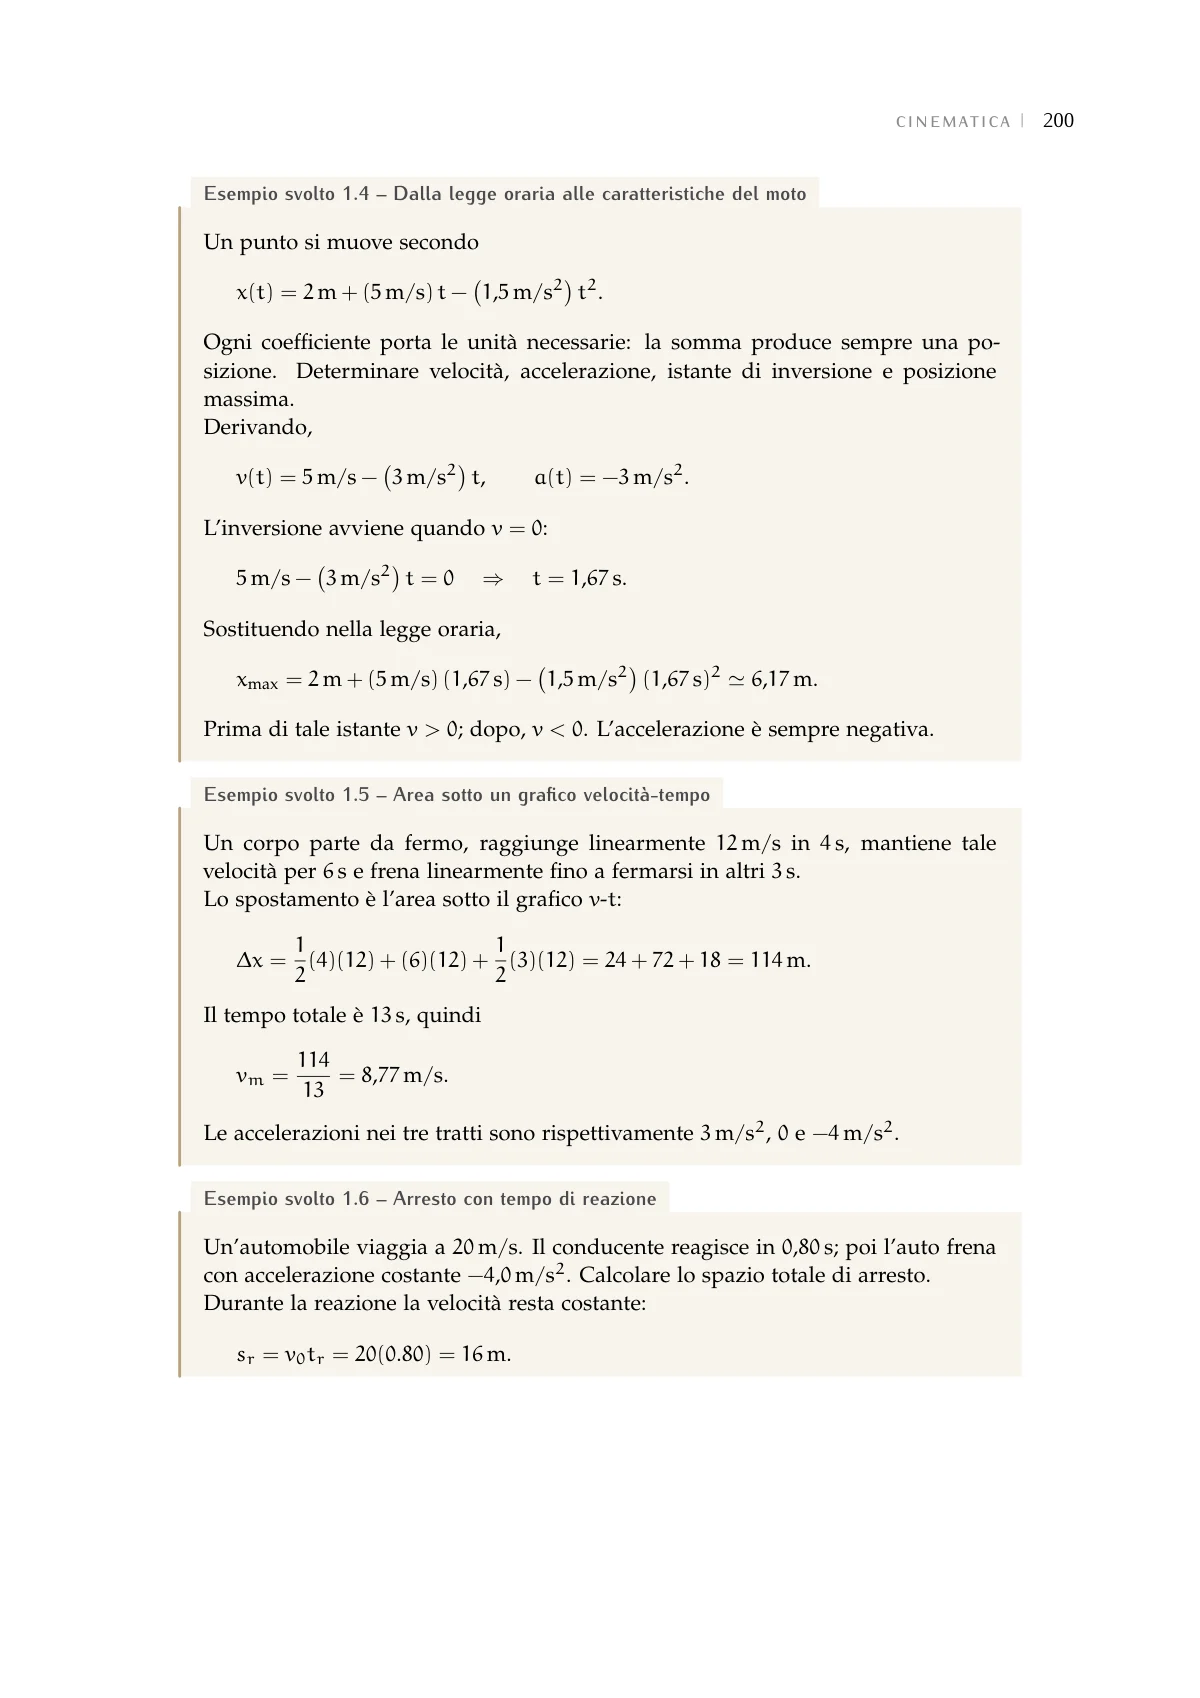 CINEMATICA | 200
Esempio svolto 1.4 – Dalla legge oraria alle caratteristiche del moto
Un punto si muove secondo
x(t) = 2 m + (5 m/s) t − (1,5 m/s²) t².
Ogni coefficiente porta le unità necessarie: la somma produce sempre una po-
sizione. Determinare velocità, accelerazione, istante di inversione e posizione
massima.
Derivando,
v(t) = 5 m/s − (3 m/s²) t, a(t) = −3 m/s².
L'inversione avviene quando v = 0:
5 m/s − (3 m/s²) t = 0 ⇒ t = 1,67 s.
Sostituendo nella legge oraria,
xmax = 2 m + (5 m/s) (1,67 s) − (1,5 m/s²) (1,67 s)² ≃ 6,17 m.
Prima di tale istante v > 0; dopo, v < 0. L'accelerazione è sempre negativa.
Esempio svolto 1.5 – Area sotto un grafico velocità-tempo
Un corpo parte da fermo, raggiunge linearmente 12 m/s in 4 s, mantiene tale
velocità per 6 s e frena linearmente fino a fermarsi in altri 3 s.
Lo spostamento è l'area sotto il grafico v-t:
Δx = 1/2 (4)(12) + (6)(12) + 1/2 (3)(12) = 24 + 72 + 18 = 114 m.
Il tempo totale è 13 s, quindi
vm = 114/13 = 8,77 m/s.
Le accelerazioni nei tre tratti sono rispettivamente 3 m/s², 0 e −4 m/s².
Esempio svolto 1.6 – Arresto con tempo di reazione
Un'automobile viaggia a 20 m/s. Il conducente reagisce in 0,80 s; poi l'auto frena
con accelerazione costante −4,0 m/s². Calcolare lo spazio totale di arresto.
Durante la reazione la velocità resta costante:
sr = v0tr = 20(0.80) = 16 m.